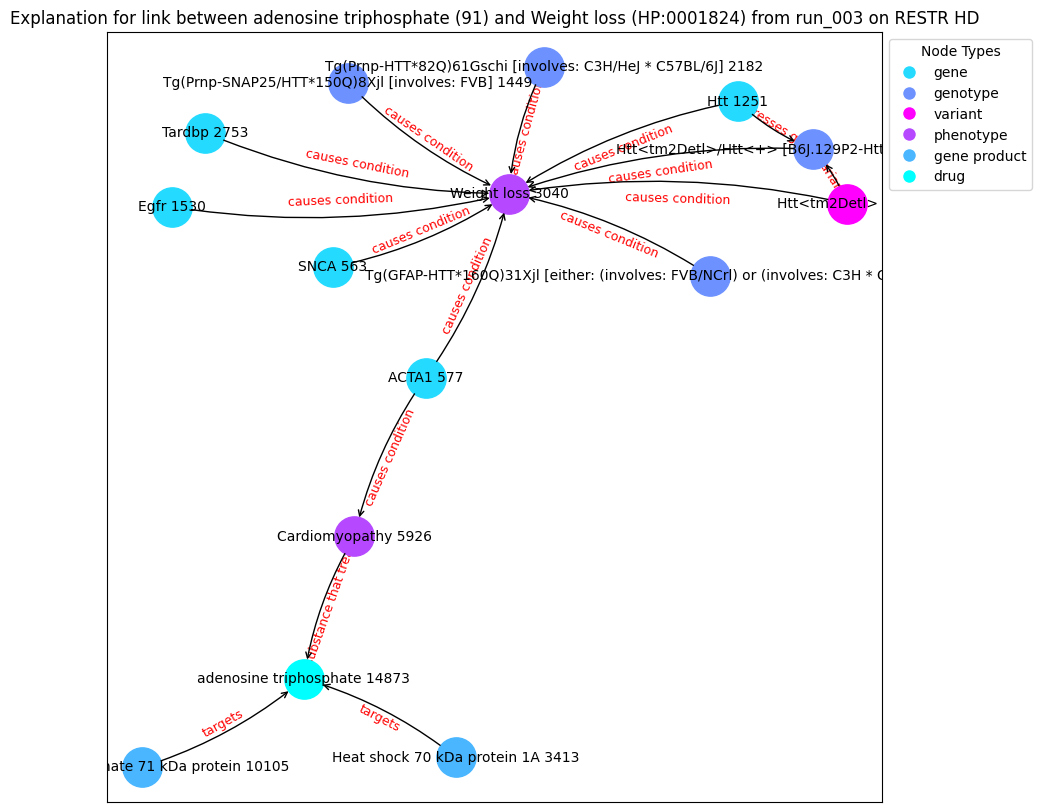 Explanation for link between adenosine triphosphate (91) and Weight loss (HP:0001824) from run_003 on RESTR HD
Node Types
gene
genotype
variant
phenotype
gene product
drug
Tg(Prnp-HTT*82Q)61Gschi [involves: C3H/HeJ * C57BL/6J] 2182
Tg(Prnp-SNAP25/HTT*150Q)8Xjl [involves: FVB] 1449
Htt 1251
Tardbp 2753
causes condition
causes condition
causes condition
Htt<tm2Detl>/Htt<+> [B6J.129P2-Htt
causes condition
causes condition
Weight loss 3040
causes condition
causes condition
Htt<tm2Detl>
Egfr 1530
causes condition
causes condition
SNCA 563
Tg(GFAP-HTT*160Q)31Xjl [either: (involves: FVB/NCrl) or (involves: C3H * C
causes condition
ACTA1 577
causes condition
Cardiomyopathy 5926
adenosine triphosphate 14873
targets
targets
Heat shock 70 kDa protein 1A 3413
71 kDa protein 10105